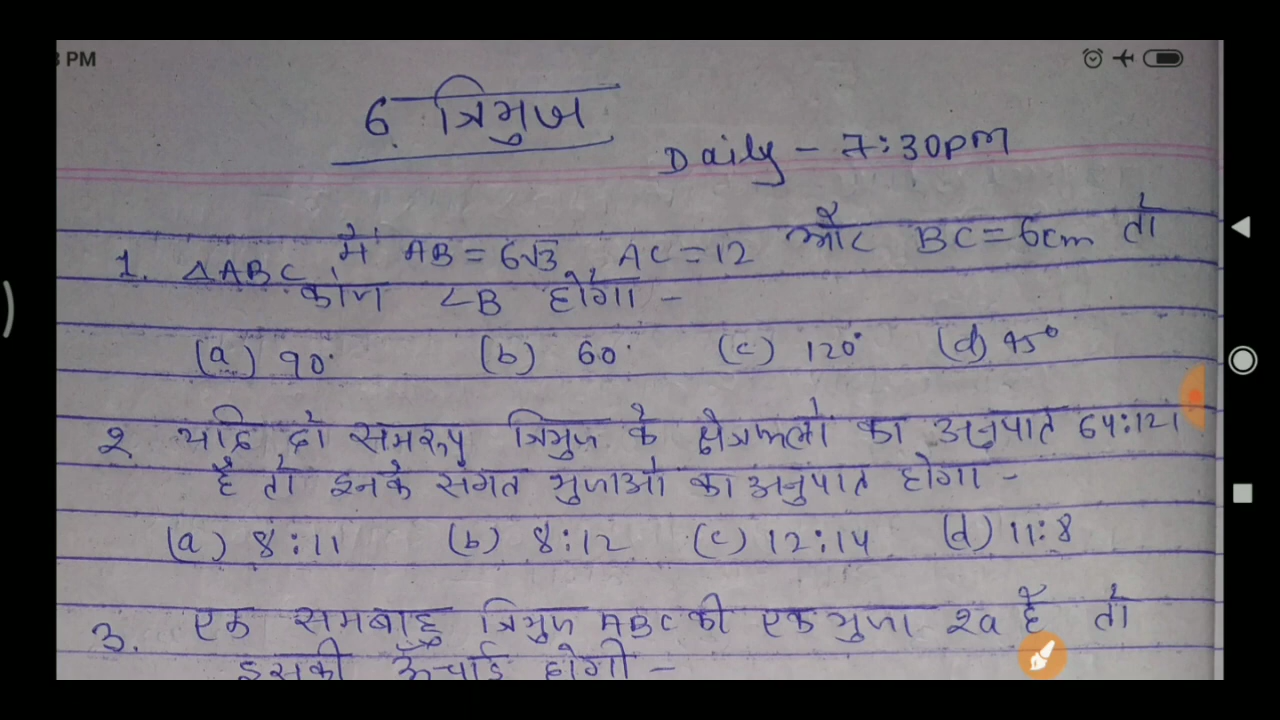 3 PM
6. त्रिभुज
Daily - 7:30pm
1. △ABC में AB = 6√3, AC = 12 और BC = 6cm तो
कोण ∠B होगा -
(a) 90° (b) 60° (c) 120° (d) 45°
2. यदि दो समरूप त्रिभुज के क्षेत्रफलो का अनुपात 64:121
है तो इनके संगत भुजाओ का अनुपात होगा -
(a) 8:11 (b) 8:12 (c) 12:14 (d) 11:8
3. एक समबाहु त्रिभुज ABC की एक भुजा 2a है तो
इसकी ऊँचाई होगी -